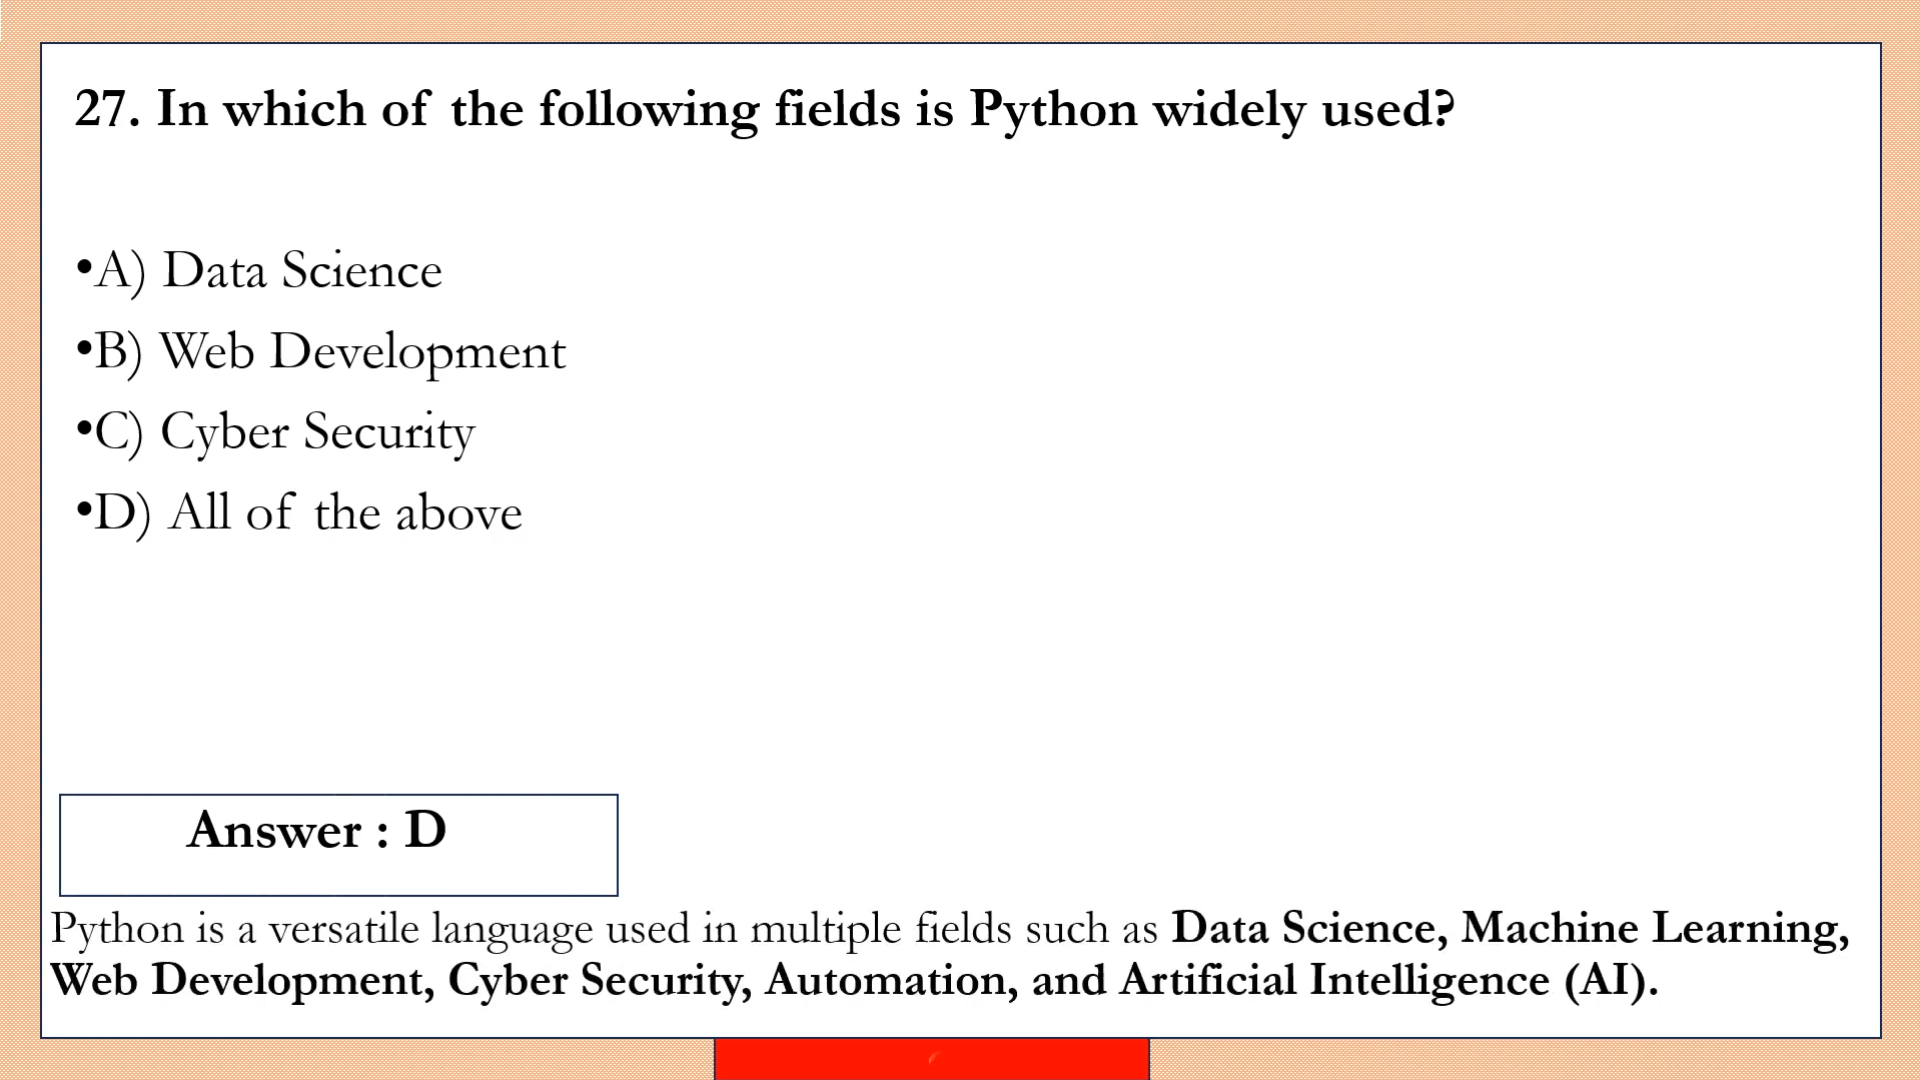 27. In which of the following fields is Python widely used?
•A) Data Science
•B) Web Development
•C) Cyber Security
•D) All of the above
Answer : D
Python is a versatile language used in multiple fields such as Data Science, Machine Learning,
Web Development, Cyber Security, Automation, and Artificial Intelligence (AI).